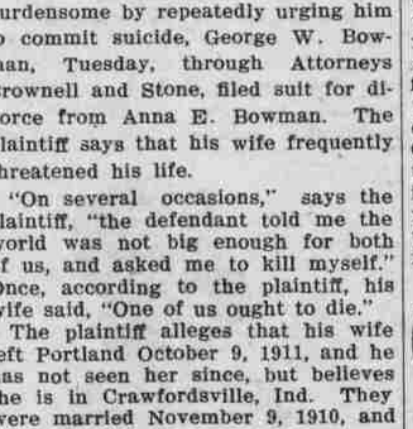 urdensome by repeatedly urging him
o commit suicide, George W. Bow-
nan, Tuesday, through Attorneys
rownell and Stone, filed suit for di-
orce from Anna E. Bowman. The
laintiff says that his wife frequently
hreatened his life.
"On several occasions," says the
laintiff, "the defendant told me the
vorld was not big enough for both
f us, and asked me to kill myself."
Once, according to the plaintiff, his
vife said, "One of us ought to die."
The plaintiff alleges that his wife
eft Portland October 9, 1911, and he
as not seen her since, but believes
he is in Crawfordsville, Ind. They
vere married November 9, 1910, and